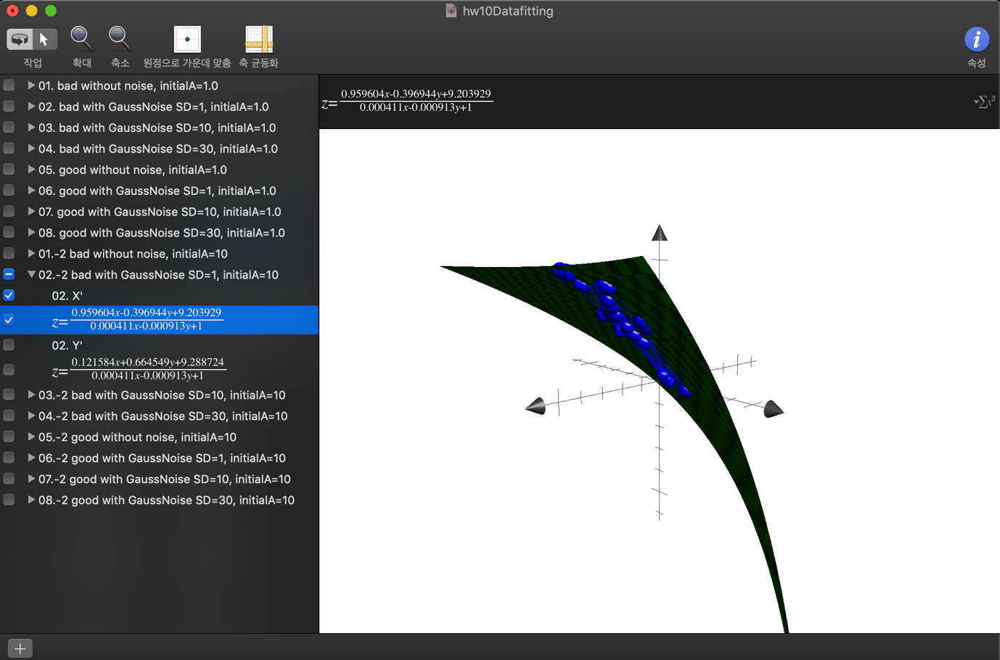 hw10Datafitting
작업
확대
축소
원점으로 가운데 맞춤
축 균등화
속성
01. bad without noise, initialA=1.0
02. bad with GaussNoise SD=1, initialA=1.0
03. bad with GaussNoise SD=10, initialA=1.0
04. bad with GaussNoise SD=30, initialA=1.0
05. good without noise, initialA=1.0
06. good with GaussNoise SD=1, initialA=1.0
07. good with GaussNoise SD=10, initialA=1.0
08. good with GaussNoise SD=30, initialA=1.0
01.-2 bad without noise, initialA=10
02.-2 bad with GaussNoise SD=1, initialA=10
02. X'
z=
0.959604x-0.396944y+9.203929
0.000411x-0.000913y+1
02. Y'
z=
0.121584x+0.664549y+9.288724
0.000411x-0.000913y+1
03.-2 bad with GaussNoise SD=10, initialA=10
04.-2 bad with GaussNoise SD=30, initialA=10
05.-2 good without noise, initialA=10
06.-2 good with GaussNoise SD=1, initialA=10
07.-2 good with GaussNoise SD=10, initialA=10
08.-2 good with GaussNoise SD=30, initialA=10
z=
0.959604x-0.396944y+9.203929
0.000411x-0.000913y+1
∑x²